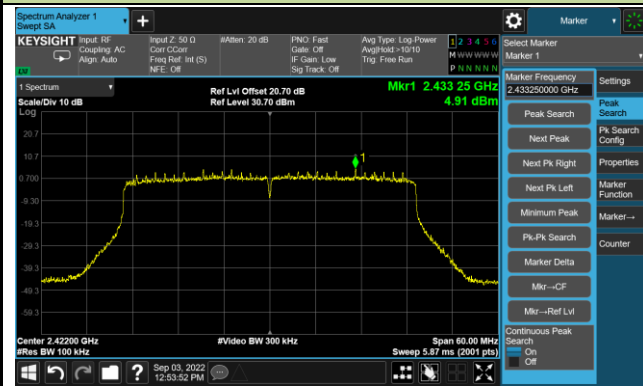 Spectrum Analyzer 1
Swept SA
Marker
KEYSIGHT
Input: RF
Coupling: AC
Align: Auto
Input Z: 50 Ω
Corr CCorr
Freq Ref: Int (S)
NFE: Off
#Atten: 20 dB
PNO: Fast
Gate: Off
IF Gain: Low
Sig Track: Off
Avg Type: Log-Power
Avg|Hold:>10/10
Trig: Free Run
1 2 3 4 5 6
M W W W W W
P N N N N N
LW
Select Marker
Marker 1
1 Spectrum
Scale/Div 10 dB
Log
Ref Lvl Offset 20.70 dB
Ref Level 30.70 dBm
Mkr1 2.433 25 GHz
4.91 dBm
20.7
10.7
0.700
-9.30
-19.3
-29.3
-39.3
-49.3
-59.3
1
Center 2.42200 GHz
#Res BW 100 kHz
#Video BW 300 kHz
Span 60.00 MHz
Sweep 5.87 ms (2001 pts)
Marker Frequency
2.433250000 GHz
Peak Search
Next Peak
Next Pk Right
Next Pk Left
Minimum Peak
Pk-Pk Search
Marker Delta
Mkr→CF
Mkr→Ref Lvl
Continuous Peak
Search
On
Off
Settings
Peak
Search
Pk Search
Config
Properties
Marker
Function
Marker→
Counter
Sep 03, 2022
12:53:52 PM